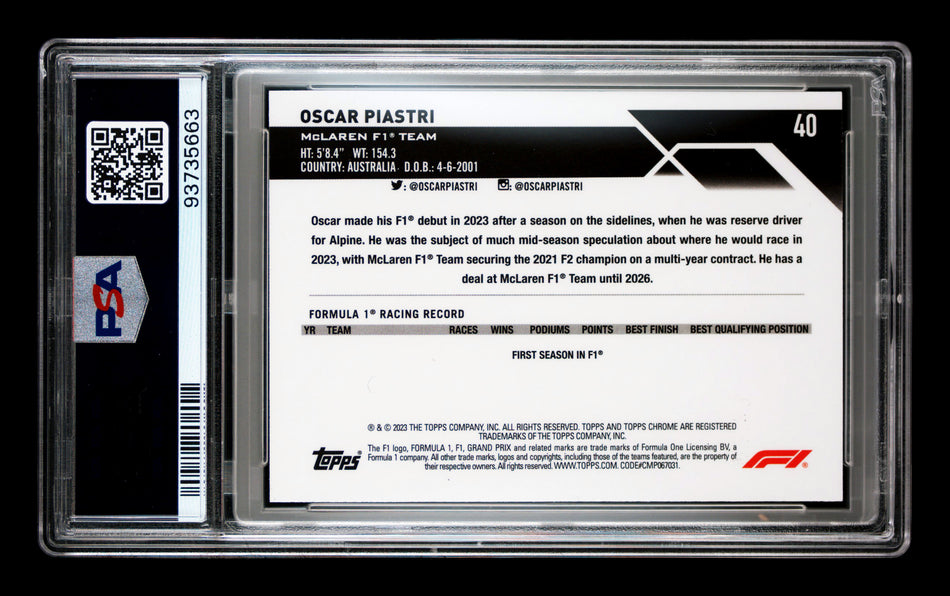 93735663
PSA
OSCAR PIASTRI
40
McLAREN F1® TEAM
HT: 5'8.4" WT: 154.3
COUNTRY: AUSTRALIA D.O.B.: 4-6-2001
: @OSCARPIASTRI : @OSCARPIASTRI
Oscar made his F1® debut in 2023 after a season on the sidelines, when he was reserve driver
for Alpine. He was the subject of much mid-season speculation about where he would race in
2023, with McLaren F1® Team securing the 2021 F2 champion on a multi-year contract. He has a
deal at McLaren F1® Team until 2026.
FORMULA 1® RACING RECORD
YR TEAM RACES WINS PODIUMS POINTS BEST FINISH BEST QUALIFYING POSITION
FIRST SEASON IN F1®
® & © 2023 THE TOPPS COMPANY, INC. ALL RIGHTS RESERVED. TOPPS AND TOPPS CHROME ARE REGISTERED
TRADEMARKS OF THE TOPPS COMPANY, INC.
The F1 logo, FORMULA 1, F1, GRAND PRIX and related marks are trade marks of Formula One Licensing BV, a
Formula 1 company. All other trade marks, logos and copyrights, including those of the teams featured, are the property of
their respective owners. All rights reserved. WWW.TOPPS.COM. CODE#CMP067031.
Topps®
F1®